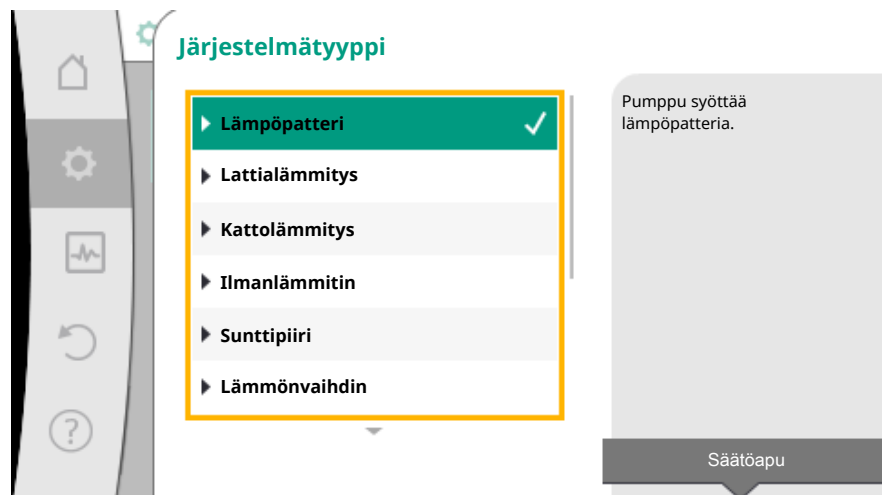 Järjestelmätyyppi
Lämpöpatteri
Lattialämmitys
Kattolämmitys
Ilmanlämmitin
Sunttipiiri
Lämmönvaihdin
Pumppu syöttää
lämpöpatteria.
Säätöapu
?